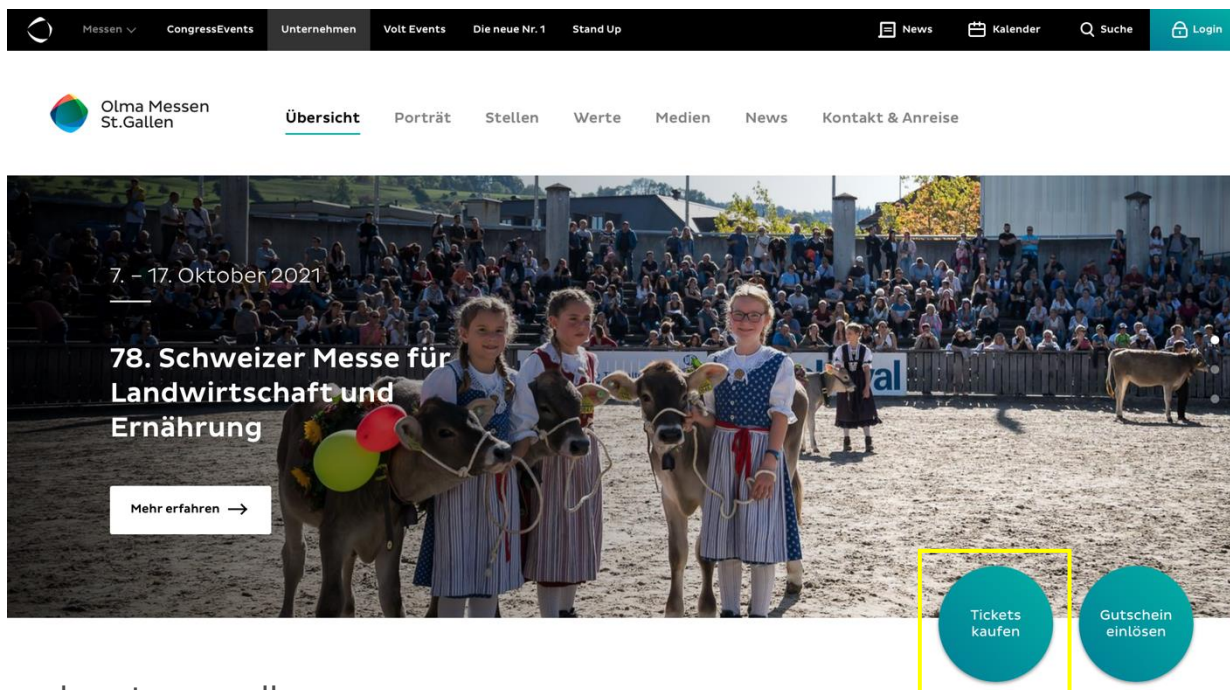 Messen CongressEvents Unternehmen Volt Events Die neue Nr. 1 Stand Up News Kalender Suche Login
Olma Messen
St.Gallen
Übersicht Porträt Stellen Werte Medien News Kontakt & Anreise
7. – 17. Oktober 2021
78. Schweizer Messe für
Landwirtschaft und
Ernährung
Mehr erfahren
Tickets
kaufen
Gutschein
einlösen